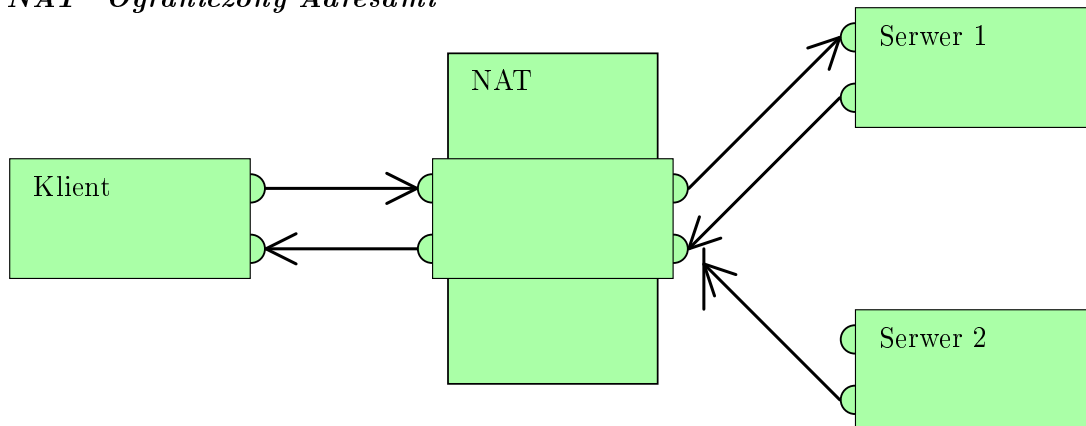 NAT "Ograniczony Adresami"
Serwer 1
NAT
Klient
Serwer 2